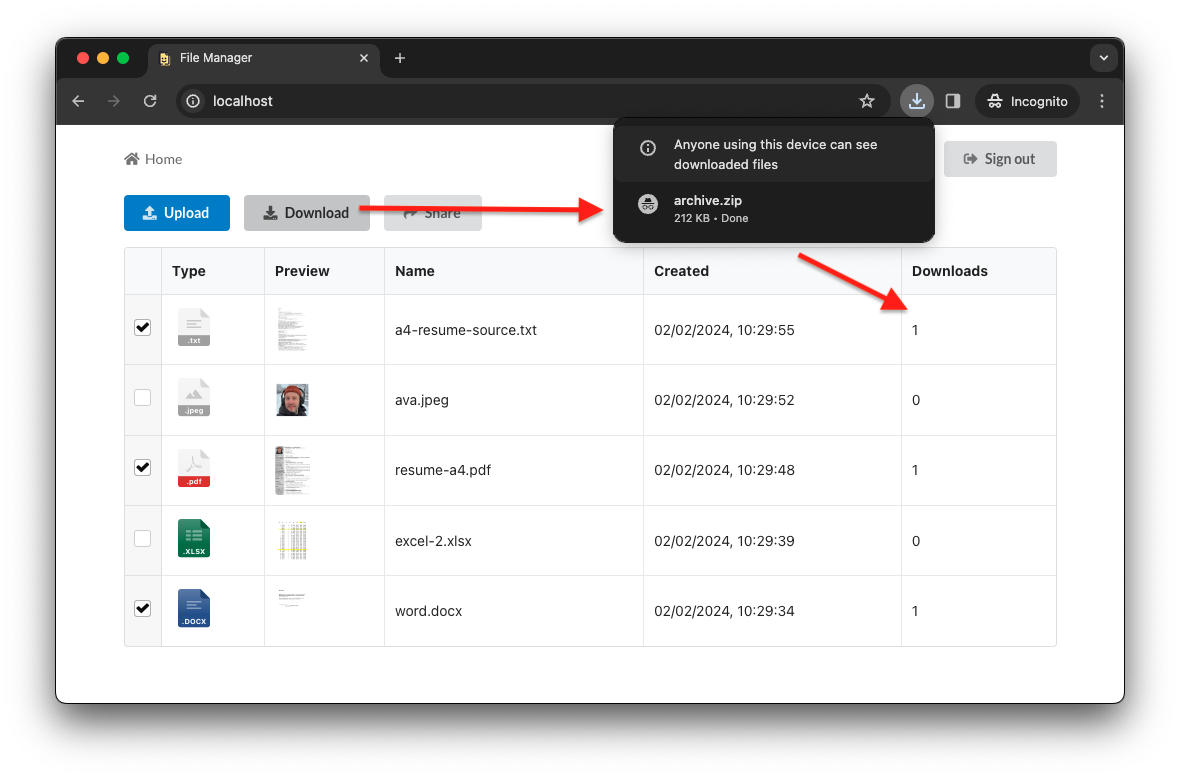 File Manager
localhost
Incognito
Anyone using this device can see
downloaded files
archive.zip
212 KB • Done
Home
Sign out
Upload
Download
Share
Type Preview Name Created Downloads
.txt a4-resume-source.txt 02/02/2024, 10:29:55 1
.jpeg ava.jpeg 02/02/2024, 10:29:52 0
.pdf resume-a4.pdf 02/02/2024, 10:29:48 1
.XLSX excel-2.xlsx 02/02/2024, 10:29:39 0
.DOCX word.docx 02/02/2024, 10:29:34 1